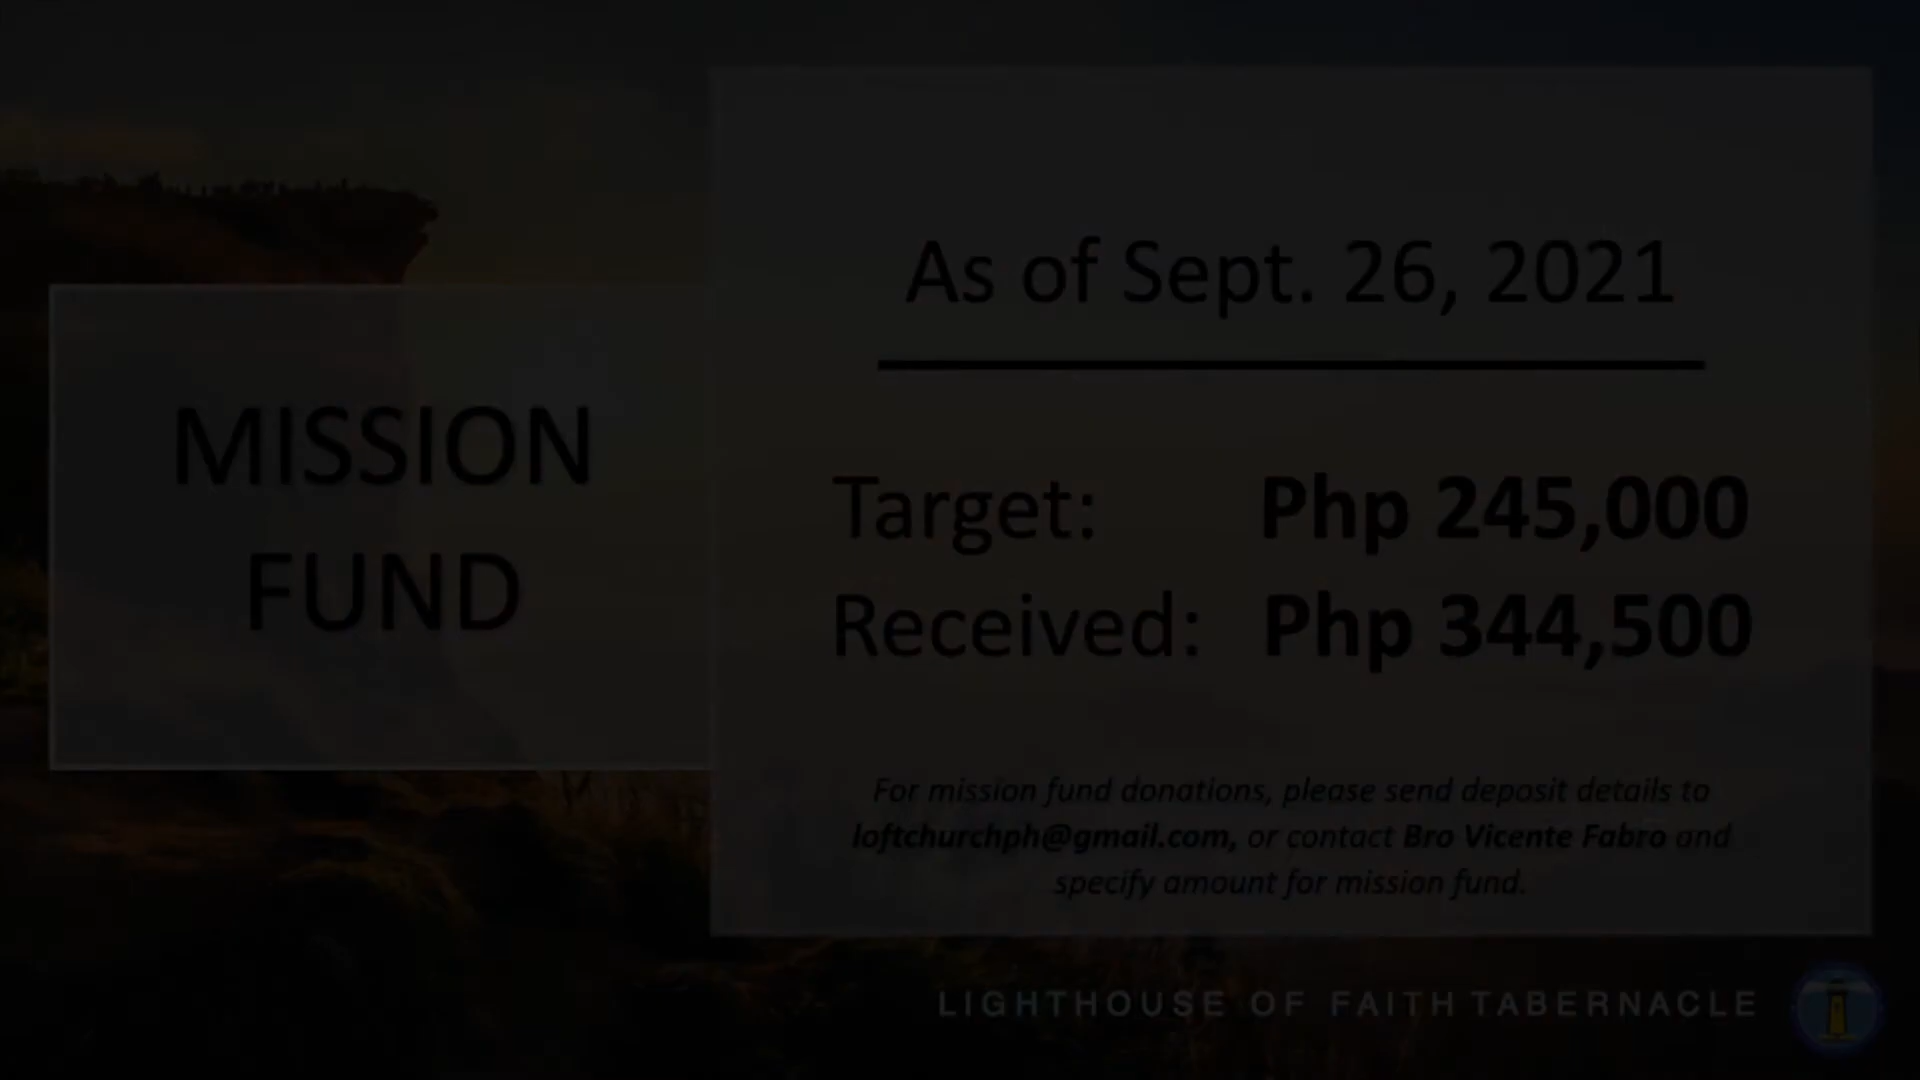 MISSION
FUND
As of Sept. 26, 2021
Target: Php 245,000
Received: Php 344,500
For mission fund donations, please send deposit details to
loftchurchph@gmail.com, or contact Bro Vicente Fabro and
specify amount for mission fund.
LIGHTHOUSE OF FAITH TABERNACLE